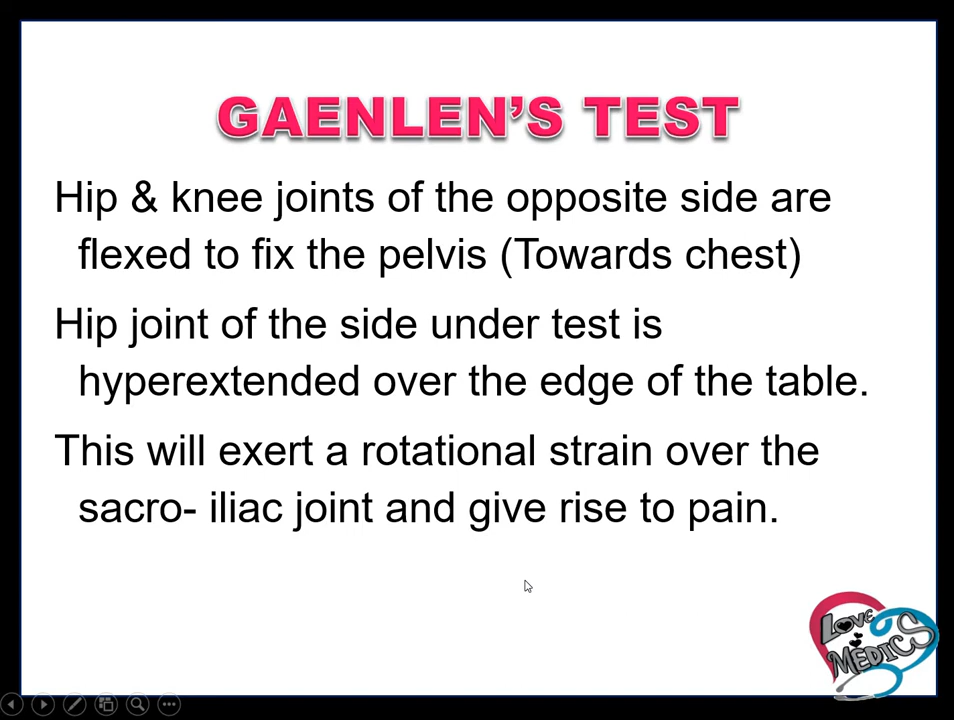 GAENLEN'S TEST
Hip & knee joints of the opposite side are
flexed to fix the pelvis (Towards chest)
Hip joint of the side under test is
hyperextended over the edge of the table.
This will exert a rotational strain over the
sacro- iliac joint and give rise to pain.
LOVE
MEDICS